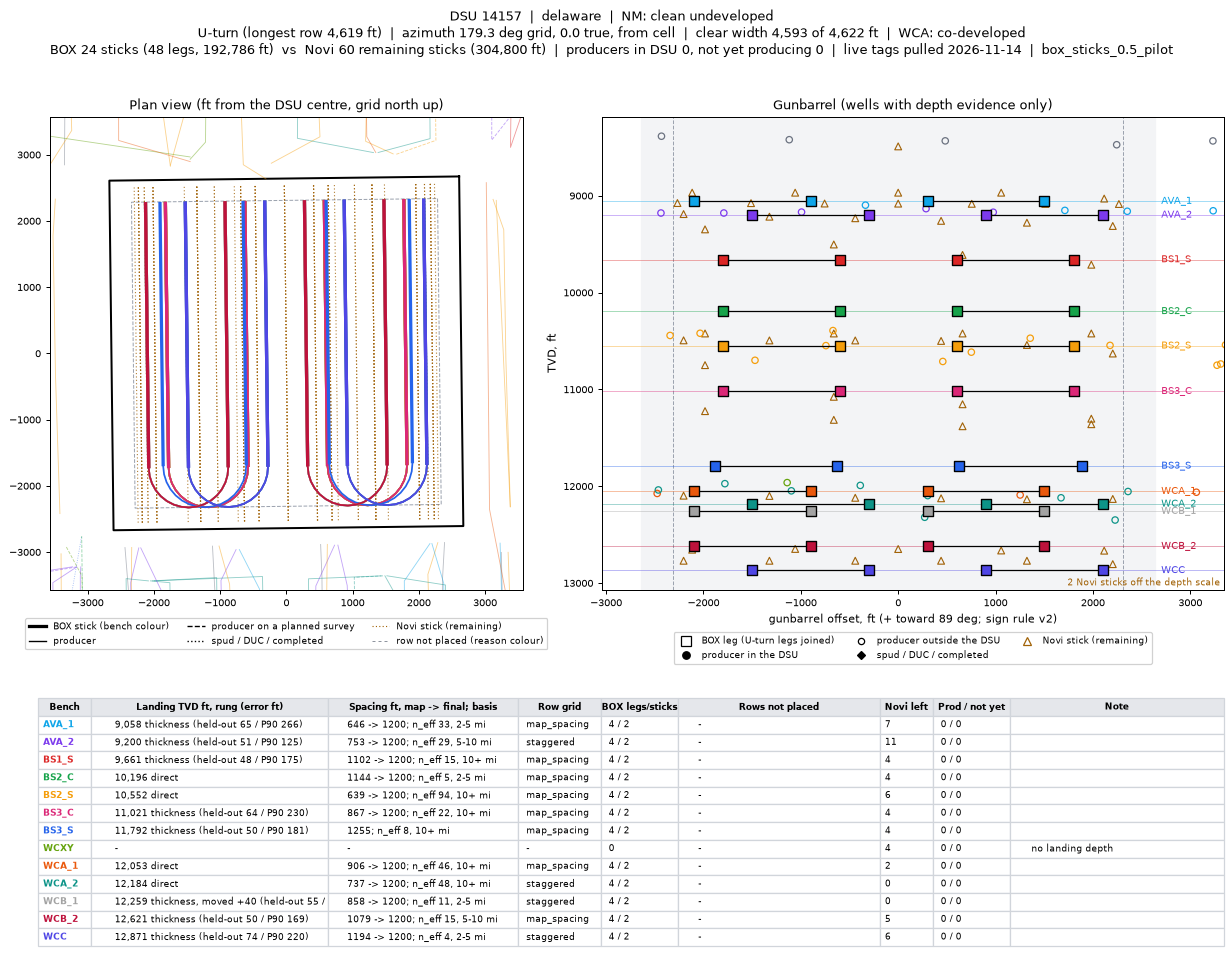 DSU 14157 | delaware | NM: clean undeveloped
U-turn (longest row 4,619 ft) | azimuth 179.3 deg grid, 0.0 true, from cell | clear width 4,593 of 4,622 ft | WCA: co-developed
BOX 24 sticks (48 legs, 192,786 ft) vs Novi 60 remaining sticks (304,800 ft) | producers in DSU 0, not yet producing 0 | live tags pulled 2026-11-14 | box_sticks_0.5_pilot
Plan view (ft from the DSU centre, grid north up)
3000
2000
1000
0
−1000
−2000
−3000
−3000 −2000 −1000 0 1000 2000 3000
BOX stick (bench colour)
producer
producer on a planned survey
spud / DUC / completed
Novi stick (remaining)
row not placed (reason colour)
Gunbarrel (wells with depth evidence only)
TVD, ft
9000
10000
11000
12000
13000
AVA_1
AVA_2
BS1_S
BS2_C
BS2_S
BS3_C
BS3_S
WCA_1
WCA_2
WCB_1
WCB_2
WCC
2 Novi sticks off the depth scale
−3000 −2000 −1000 0 1000 2000 3000
gunbarrel offset, ft (+ toward 89 deg; sign rule v2)
BOX leg (U-turn legs joined)
producer in the DSU
producer outside the DSU
spud / DUC / completed
Novi stick (remaining)
Bench Landing TVD ft, rung (error ft) Spacing ft, map -> final; basis Row grid BOX legs/sticks Rows not placed Novi left Prod / not yet Note
AVA_1 9,058 thickness (held-out 65 / P90 266) 646 -> 1200; n_eff 33, 2-5 mi map_spacing 4 / 2 - 7 0 / 0
AVA_2 9,200 thickness (held-out 51 / P90 125) 753 -> 1200; n_eff 29, 5-10 mi staggered 4 / 2 - 11 0 / 0
BS1_S 9,661 thickness (held-out 48 / P90 175) 1102 -> 1200; n_eff 15, 10+ mi map_spacing 4 / 2 - 4 0 / 0
BS2_C 10,196 direct 1144 -> 1200; n_eff 5, 2-5 mi map_spacing 4 / 2 - 4 0 / 0
BS2_S 10,552 direct 639 -> 1200; n_eff 94, 10+ mi map_spacing 4 / 2 - 6 0 / 0
BS3_C 11,021 thickness (held-out 64 / P90 230) 867 -> 1200; n_eff 22, 10+ mi map_spacing 4 / 2 - 4 0 / 0
BS3_S 11,792 thickness (held-out 50 / P90 181) 1255; n_eff 8, 10+ mi map_spacing 4 / 2 - 4 0 / 0
WCXY - - - 0 4 0 / 0 no landing depth
WCA_1 12,053 direct 906 -> 1200; n_eff 46, 10+ mi map_spacing 4 / 2 - 2 0 / 0
WCA_2 12,184 direct 737 -> 1200; n_eff 48, 10+ mi staggered 4 / 2 - 0 0 / 0
WCB_1 12,259 thickness, moved +40 (held-out 55 / 858 -> 1200; n_eff 11, 2-5 mi staggered 4 / 2 - 0 0 / 0
WCB_2 12,621 thickness (held-out 50 / P90 169) 1079 -> 1200; n_eff 15, 5-10 mi map_spacing 4 / 2 - 5 0 / 0
WCC 12,871 thickness (held-out 74 / P90 220) 1194 -> 1200; n_eff 4, 2-5 mi staggered 4 / 2 - 6 0 / 0